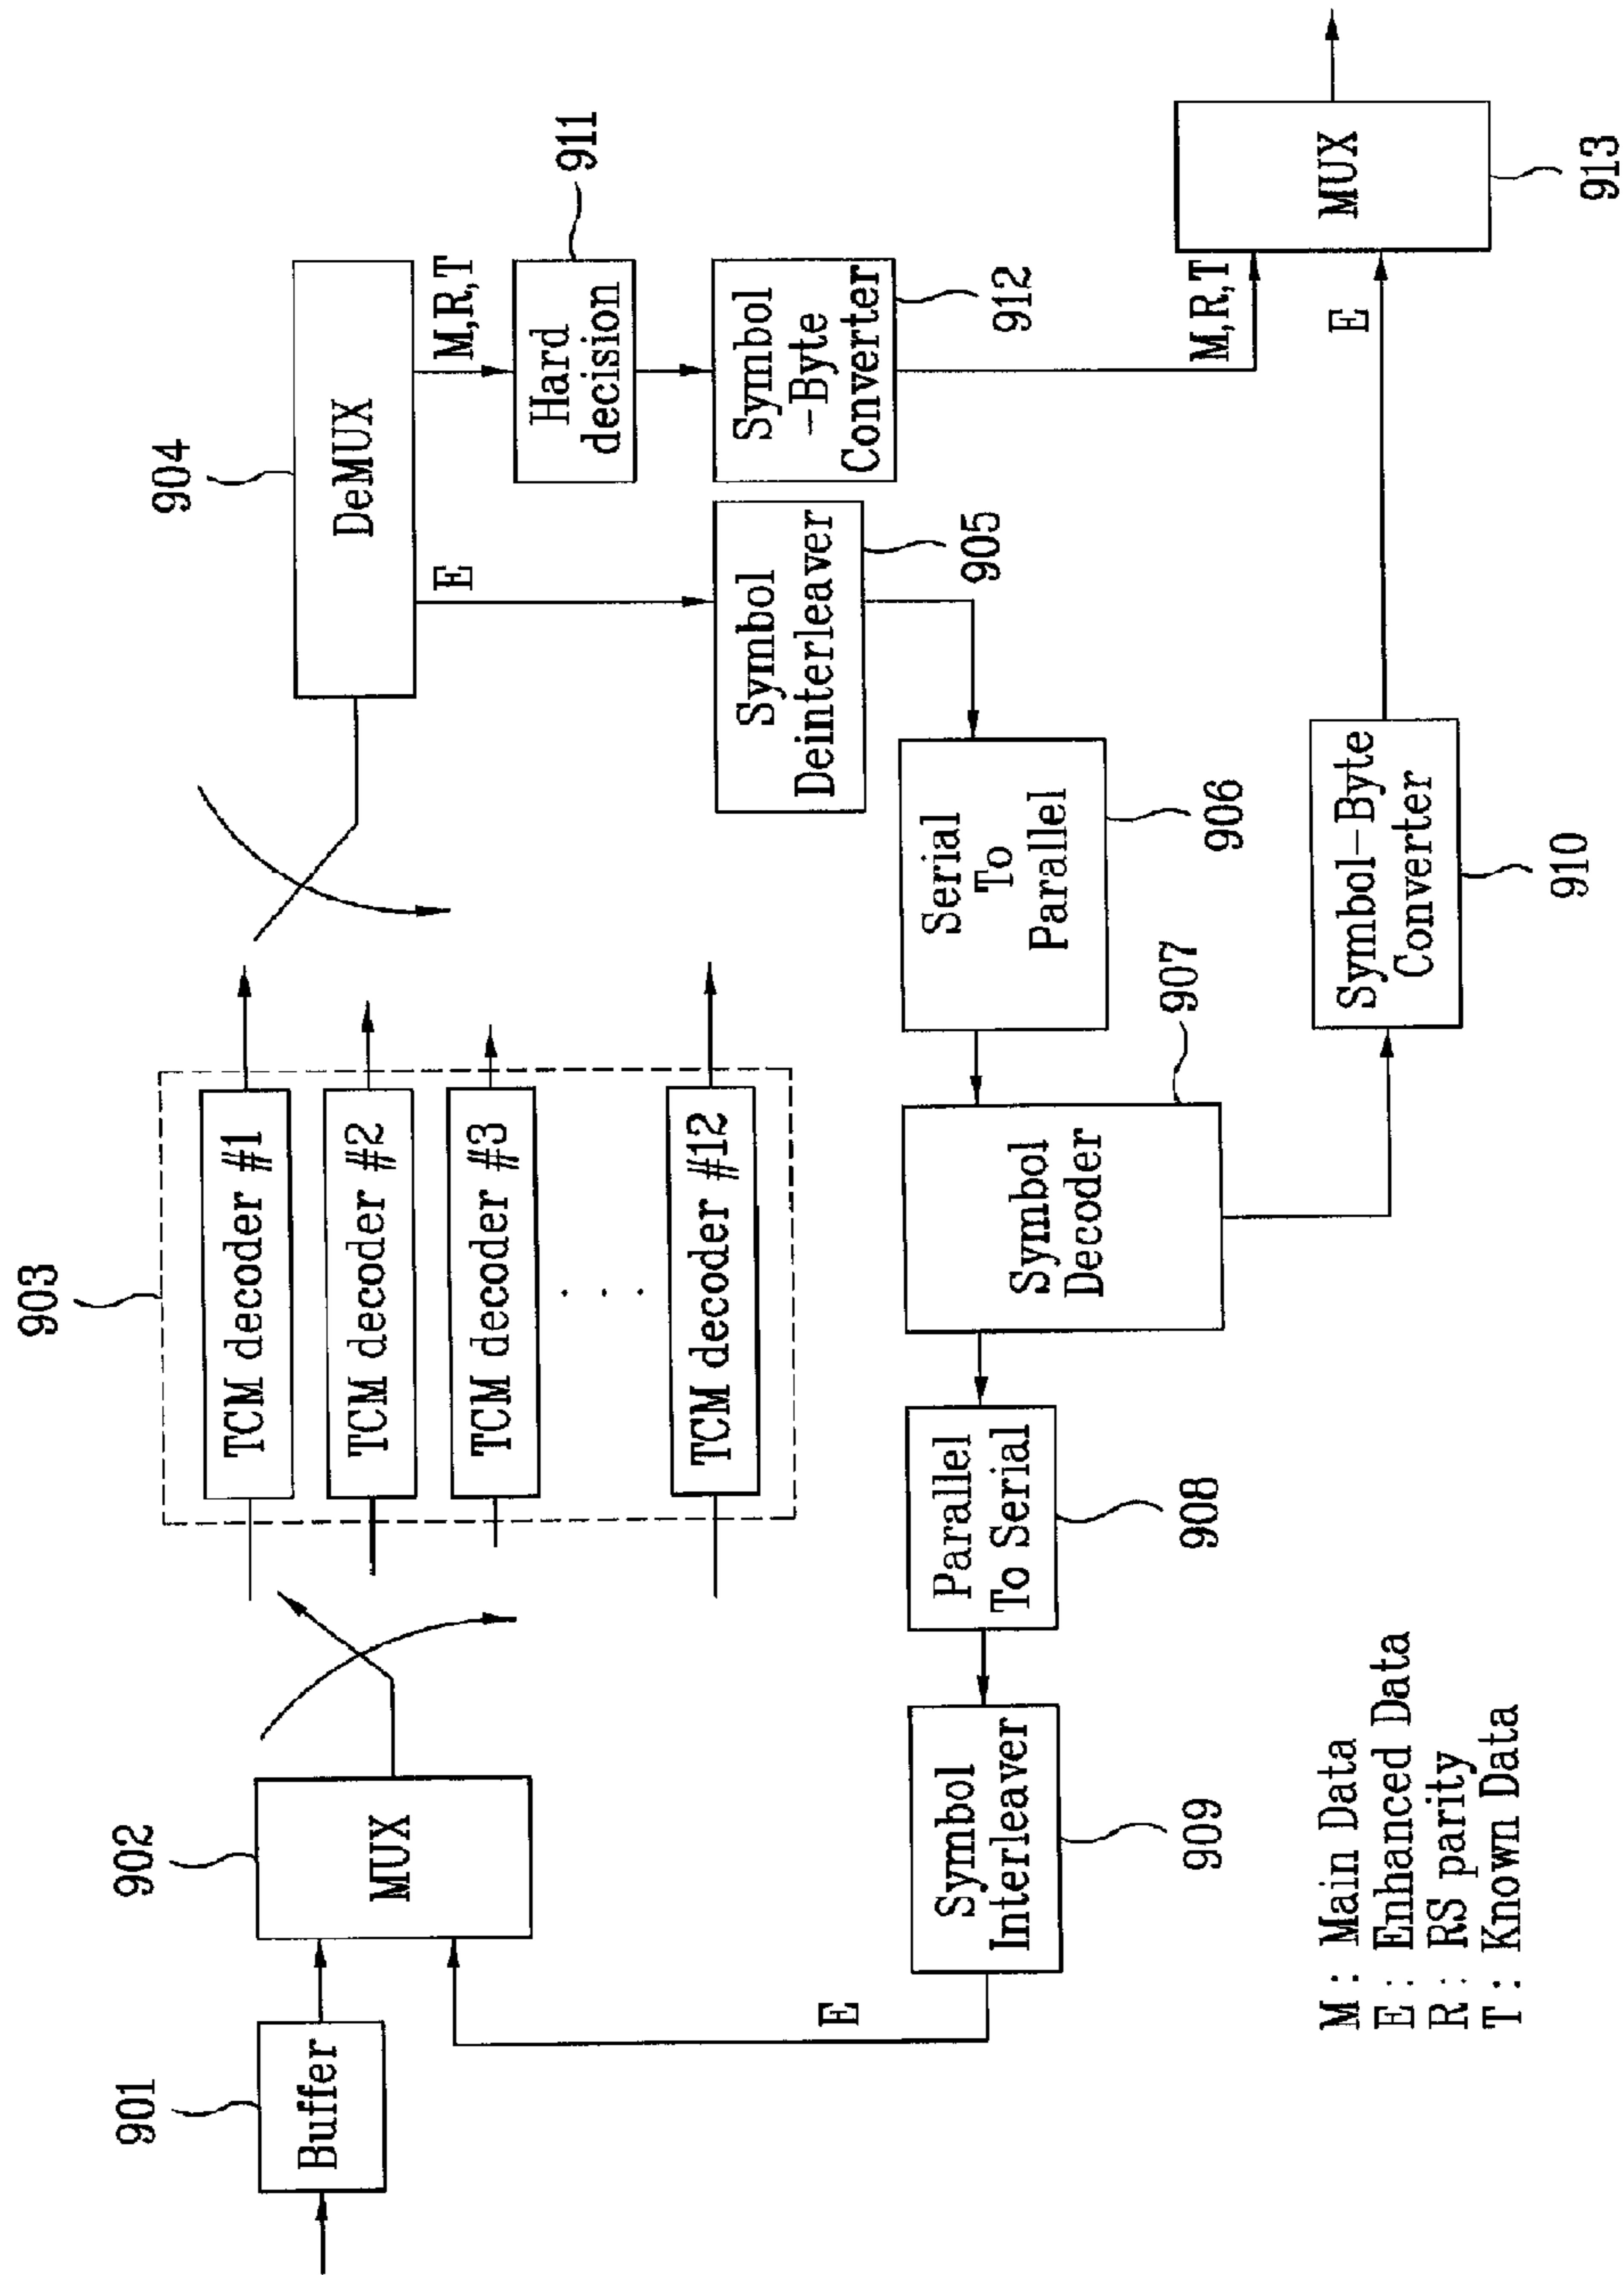 901
Buffer
902
MUX
903
TCM decoder #1
TCM decoder #2
TCM decoder #3
. . .
TCM decoder #12
904
DeMUX
E
M,R,T
Hard
decision
911
Symbol
Deinterleaver
905
Symbol
-Byte
Converter
912
Serial
To
Parallel
906
Symbol
Decoder
907
Parallel
To Serial
908
Symbol
Interleaver
909
E
Symbol-Byte
Converter
910
M,R,T
E
MUX
913
M : Main Data
E : Enhanced Data
R : RS parity
T : Known Data